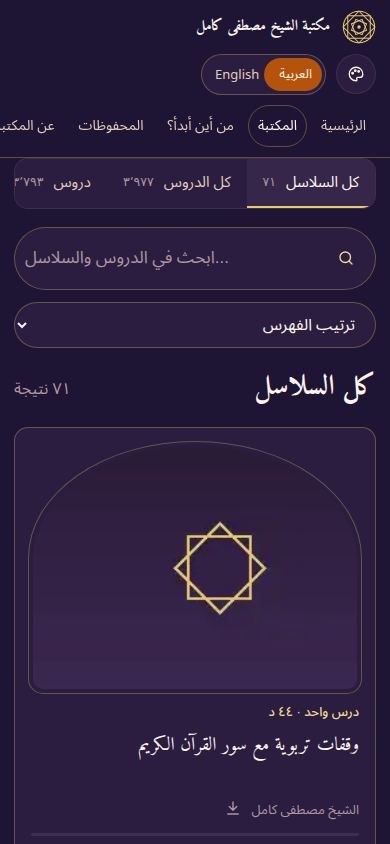 مكتبة الشيخ مصطفى كامل
العربية English
الرئيسية المكتبة من أين أبدأ؟ المحفوظات عن المكتب
كل السلاسل ٧١ كل الدروس ٣٬٩٧٧ دروس ٣٬٧٩٣
ابحث في الدروس والسلاسل...
ترتيب الفهرس
كل السلاسل ٧١ نتيجة
درس واحد · ٤٤ د
وقفات تربوية مع سور القرآن الكريم
الشيخ مصطفى كامل